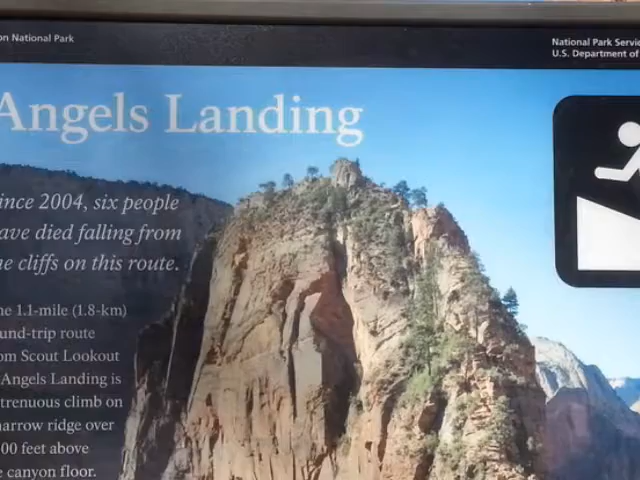 on National Park
National Park Servic
U.S. Department of
Angels Landing
ince 2004, six people
ave died falling from
he cliffs on this route.
he 1.1-mile (1.8-km)
und-trip route
om Scout Lookout
Angels Landing is
trenuous climb on
narrow ridge over
00 feet above
e canyon floor.